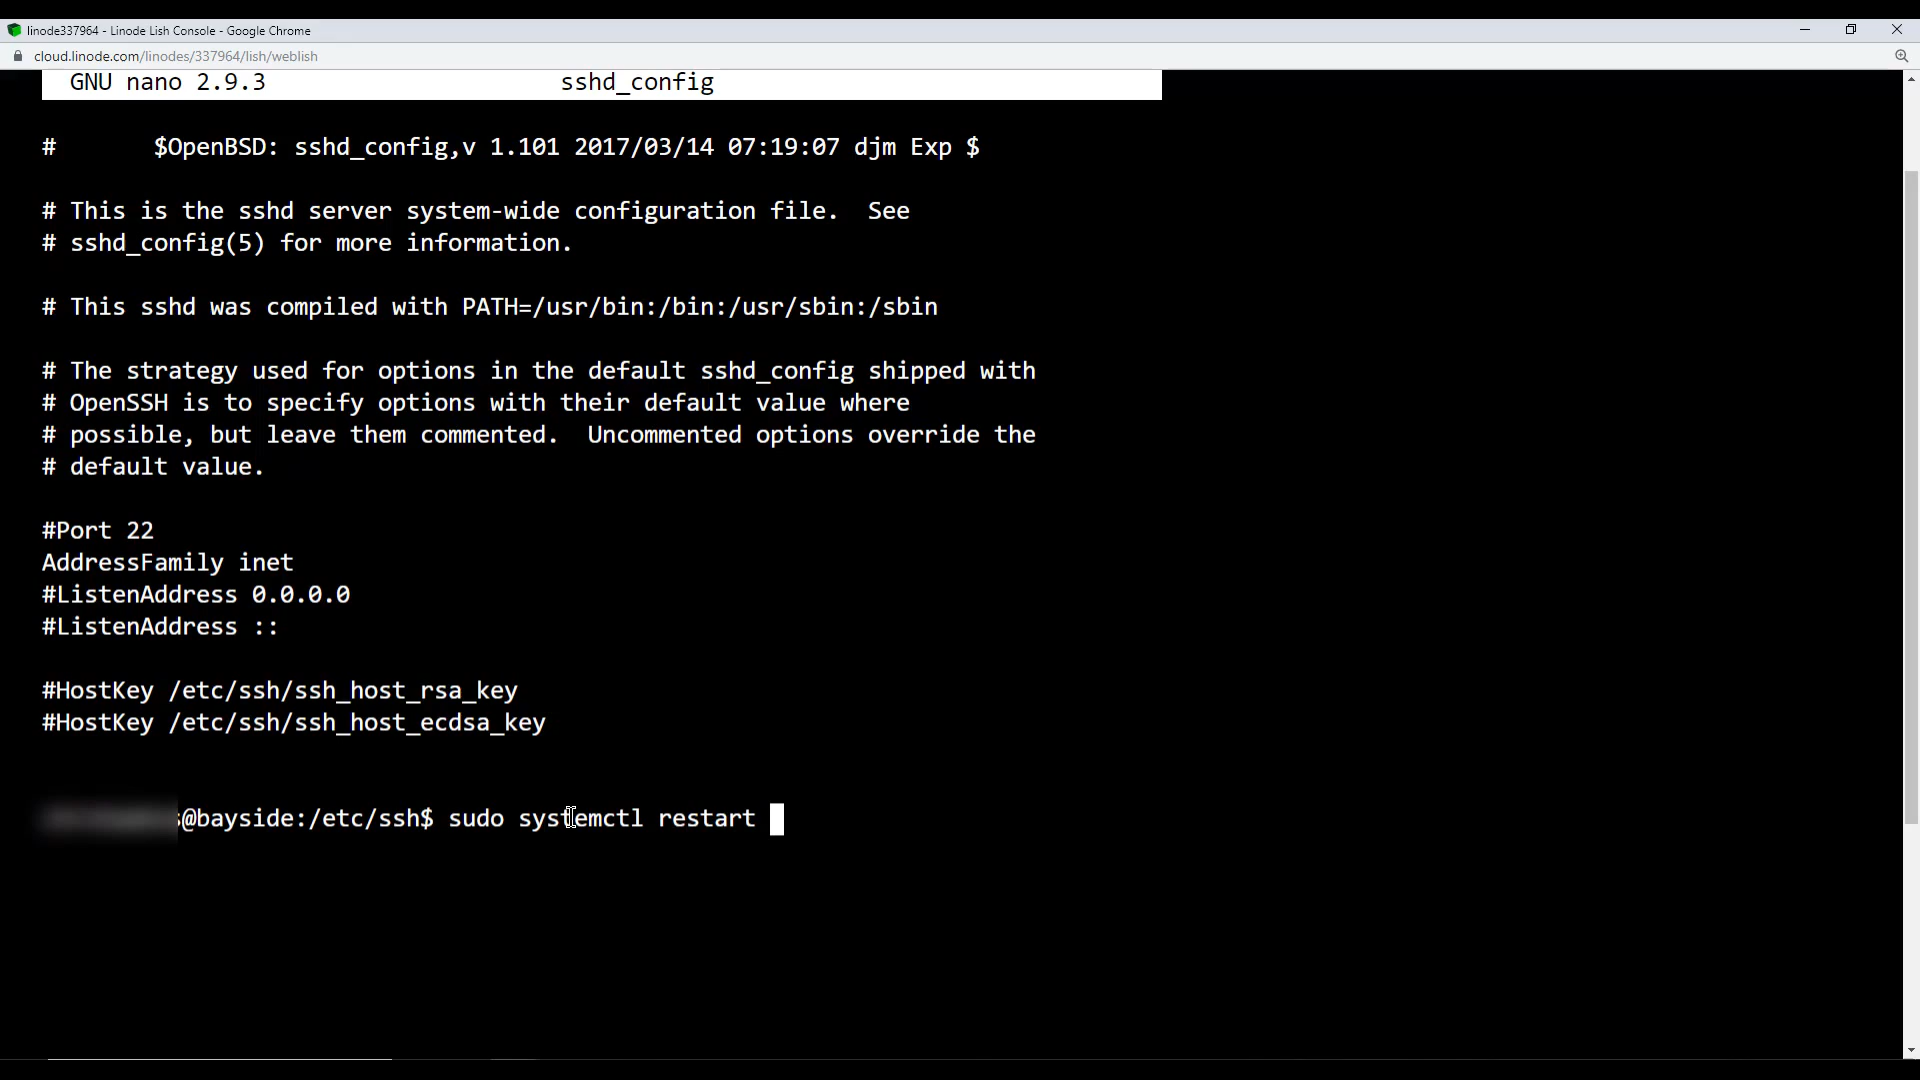 linode337964 - Linode Lish Console - Google Chrome
cloud.linode.com/linodes/337964/lish/weblish
GNU nano 2.9.3 sshd_config
# $OpenBSD: sshd_config,v 1.101 2017/03/14 07:19:07 djm Exp $
# This is the sshd server system-wide configuration file. See
# sshd_config(5) for more information.
# This sshd was compiled with PATH=/usr/bin:/bin:/usr/sbin:/sbin
# The strategy used for options in the default sshd_config shipped with
# OpenSSH is to specify options with their default value where
# possible, but leave them commented. Uncommented options override the
# default value.
#Port 22
AddressFamily inet
#ListenAddress 0.0.0.0
#ListenAddress ::
#HostKey /etc/ssh/ssh_host_rsa_key
#HostKey /etc/ssh/ssh_host_ecdsa_key
@bayside:/etc/ssh$ sudo systemctl restart